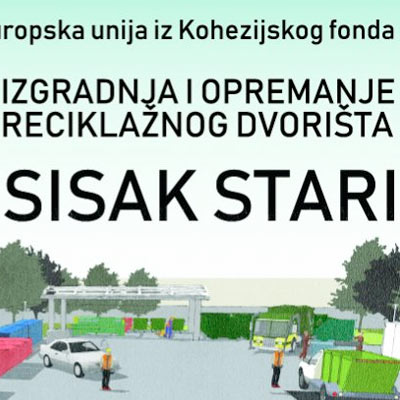 uropska unija iz Kohezijskog fonda
IZGRADNJA I OPREMANJE
RECIKLAŽNOG DVORIŠTA
SISAK STARI